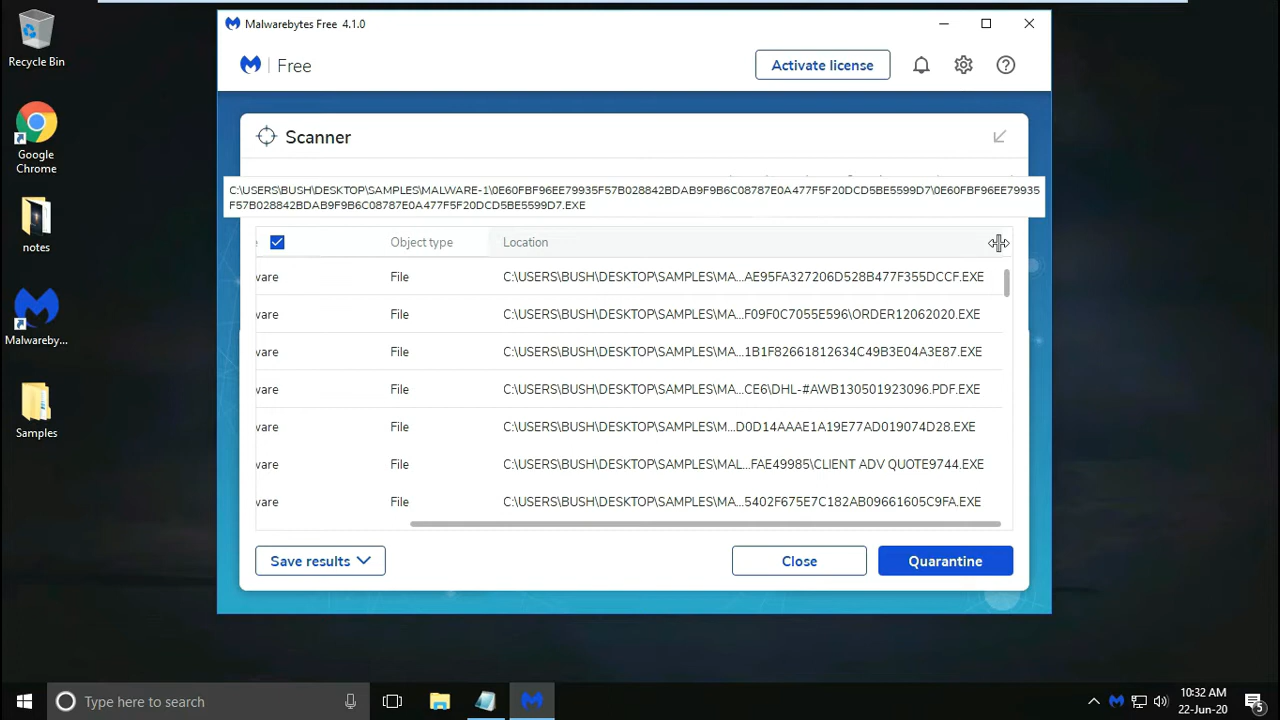 Malwarebytes Free 4.1.0
Recycle Bin
Free
Activate license
Google
Chrome
Scanner
C:\USERS\BUSH\DESKTOP\SAMPLES\MALWARE-1\0E60FBF96EE79935F57B028842BDAB9F9B6C08787E0A477F5F20DCD5BE5599D7\0E60FBF96EE79935
F57B028842BDAB9F9B6C08787E0A477F5F20DCD5BE5599D7.EXE
notes
Object type Location
ware File C:\USERS\BUSH\DESKTOP\SAMPLES\MA...AE95FA327206D528B477F355DCCF.EXE
ware File C:\USERS\BUSH\DESKTOP\SAMPLES\MA...F09F0C7055E596\ORDER12062020.EXE
Malwareby...
ware File C:\USERS\BUSH\DESKTOP\SAMPLES\MA...1B1F82661812634C49B3E04A3E87.EXE
ware File C:\USERS\BUSH\DESKTOP\SAMPLES\MA...CE6\DHL-#AWB130501923096.PDF.EXE
Samples
ware File C:\USERS\BUSH\DESKTOP\SAMPLES\M...D0D14AAAE1A19E77AD019074D28.EXE
ware File C:\USERS\BUSH\DESKTOP\SAMPLES\MAL...FAE49985\CLIENT ADV QUOTE9744.EXE
ware File C:\USERS\BUSH\DESKTOP\SAMPLES\MA...5402F675E7C182AB09661605C9FA.EXE
Save results Close Quarantine
Type here to search
10:32 AM
22-Jun-20
5